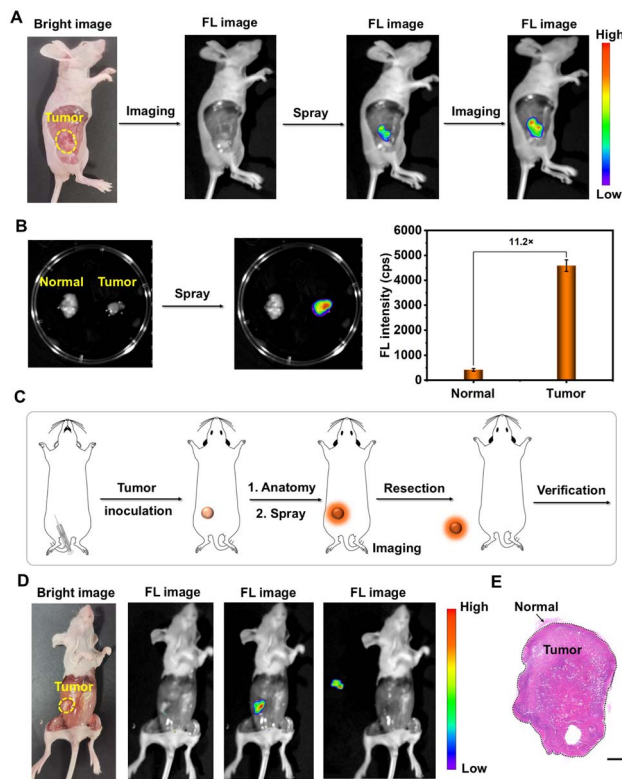 A
Bright image
FL image
FL image
FL image
High
Tumor
Imaging
Spray
Imaging
Low
B
Normal
Tumor
Spray
FL intensity (cps)
6000
5000
4000
3000
2000
1000
0
11.2×
Normal
Tumor
C
Tumor
inoculation
1. Anatomy
2. Spray
Imaging
Resection
Verification
D
Bright image
FL image
FL image
FL image
High
Tumor
Low
E
Normal
Tumor